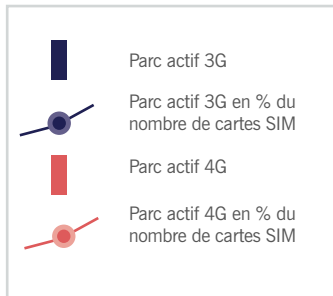 Parc actif 3G
Parc actif 3G en % du
nombre de cartes SIM
Parc actif 4G
Parc actif 4G en % du
nombre de cartes SIM